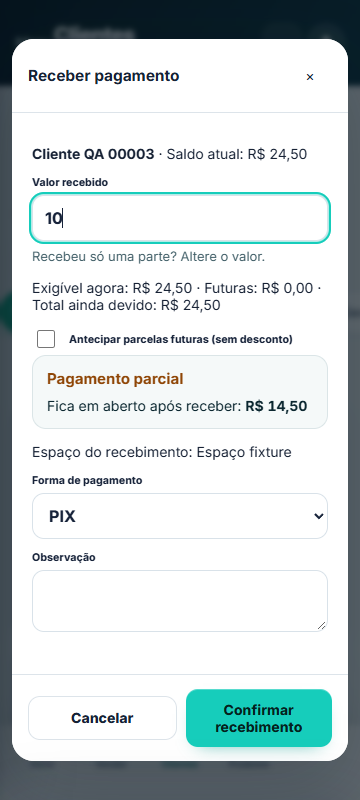 Clientes
Receber pagamento
×
Cliente QA 00003 · Saldo atual: R$ 24,50
Valor recebido
10
Recebeu só uma parte? Altere o valor.
Exigível agora: R$ 24,50 · Futuras: R$ 0,00 ·
Total ainda devido: R$ 24,50
Antecipar parcelas futuras (sem desconto)
Pagamento parcial
Fica em aberto após receber: R$ 14,50
Espaço do recebimento: Espaço fixture
Forma de pagamento
PIX
Observação
Cancelar
Confirmar
recebimento